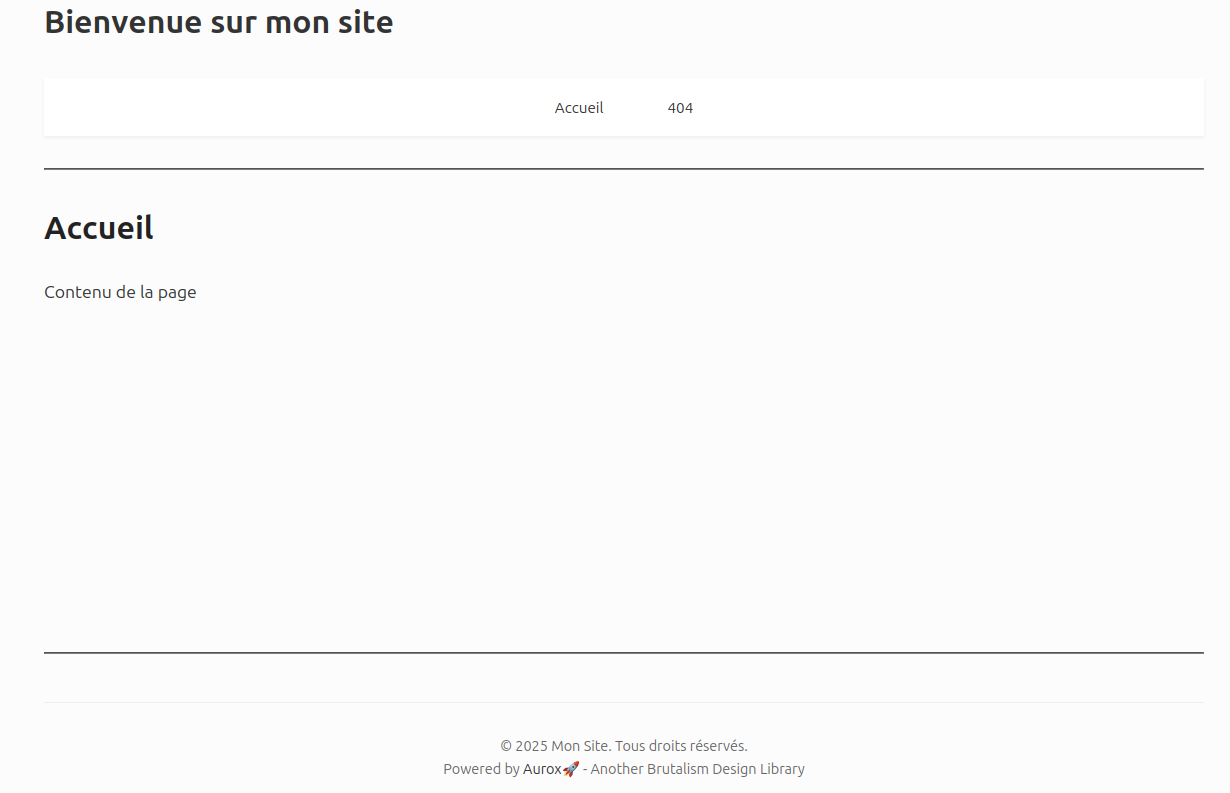 Bienvenue sur mon site
Accueil 404
Accueil
Contenu de la page
© 2025 Mon Site. Tous droits réservés.
Powered by Aurox🚀 - Another Brutalism Design Library